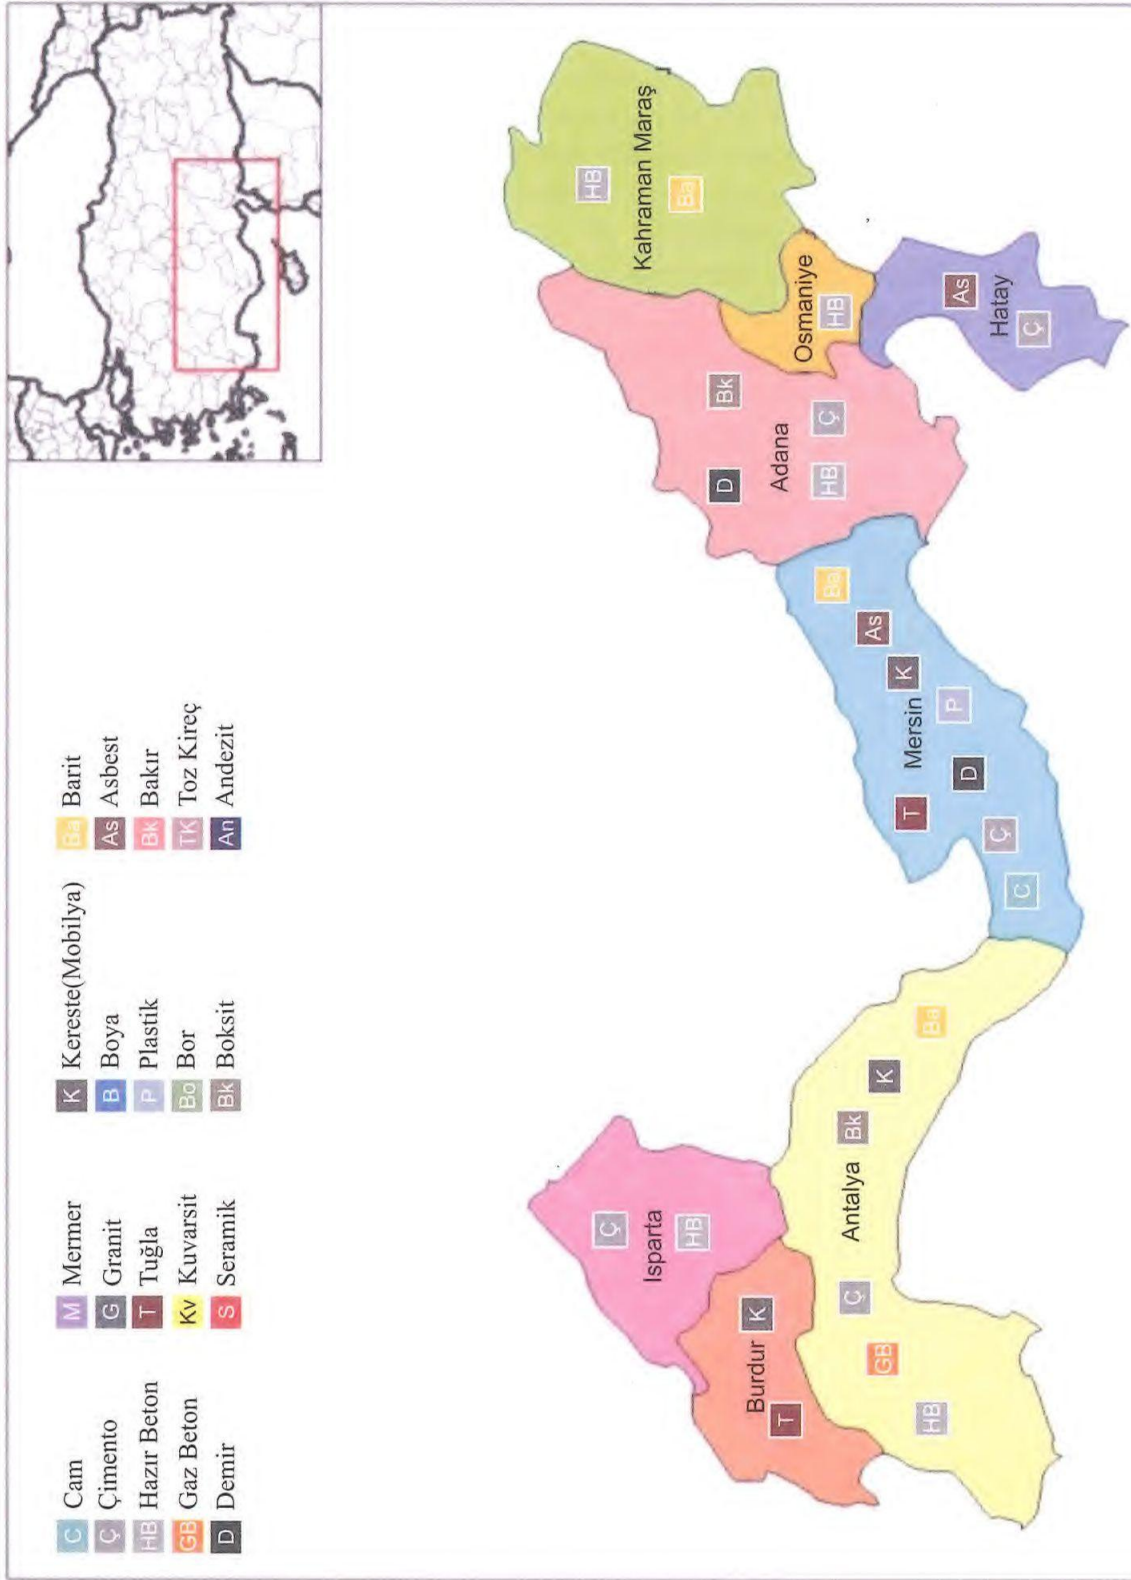 C Cam M Mermer K Kereste(Mobilya) Ba Barit
Ç Çimento G Granit B Boya As Asbest
HB Hazır Beton T Tuğla P Plastik Bk Bakır
GB Gaz Beton Kv Kuvarsit Bo Bor TK Toz Kireç
D Demir S Seramik Bk Boksit An Andezit
Ç
Isparta
HB
Burdur
K
T
Antalya
Ç
Bk
GB
K
HB
Ba
T
Mersin
Ba
As
K
P
D
Ç
C
D
Bk
Adana
HB
Ç
HB
Kahraman Maraş
Ba
Osmaniye
HB
As
Hatay
Ç